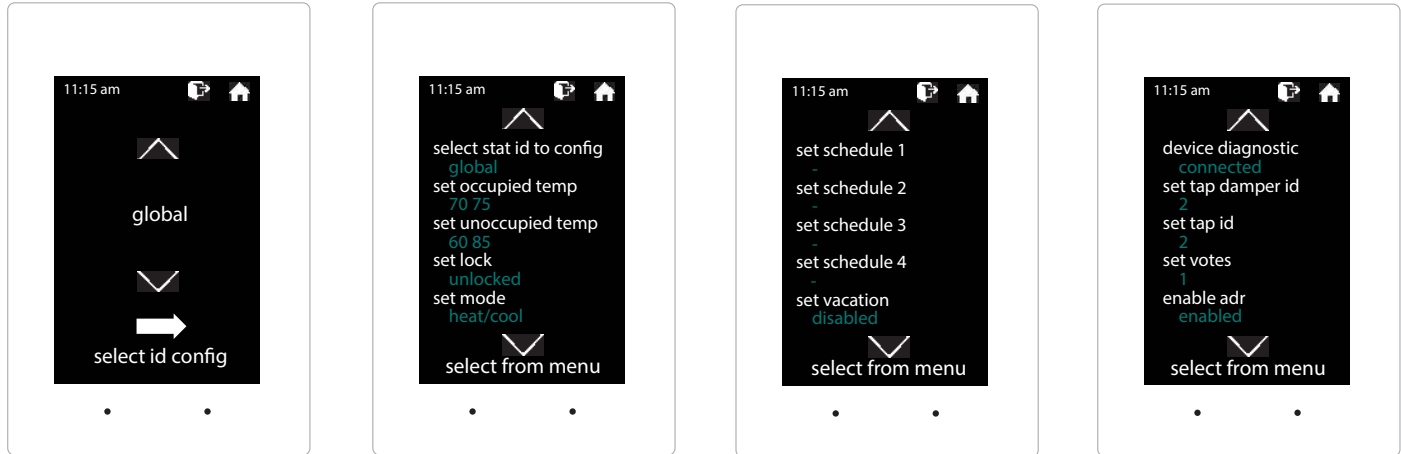 11:15 am
global
select id config
11:15 am
select stat id to config
global
set occupied temp
70 75
set unoccupied temp
60 85
set lock
unlocked
set mode
heat/cool
select from menu
11:15 am
set schedule 1
-
set schedule 2
-
set schedule 3
-
set schedule 4
-
set vacation
disabled
select from menu
11:15 am
device diagnostic
connected
set tap damper id
2
set tap id
2
set votes
1
enable adr
enabled
select from menu